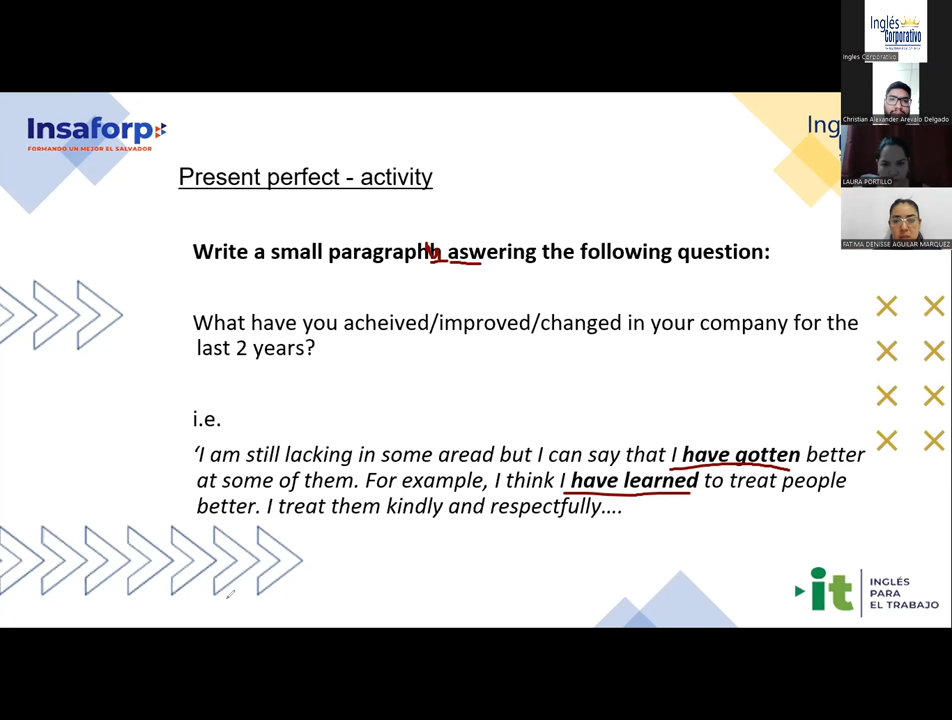 Insaforp
FORMANDO UN MEJOR EL SALVADOR
Ing
Inglés
Corporativo
Ingles Corporativo
Christian Alexander Arevalo Delgado
LAURA PORTILLO
FATIMA DENISSE AGUILAR MARQUEZ
Present perfect - activity
Write a small paragraphh aswering the following question:
What have you acheived/improved/changed in your company for the
last 2 years?
i.e.
‘I am still lacking in some aread but I can say that I have gotten better
at some of them. For example, I think I have learned to treat people
better. I treat them kindly and respectfully….
it
INGLÉS
PARA
EL TRABAJO